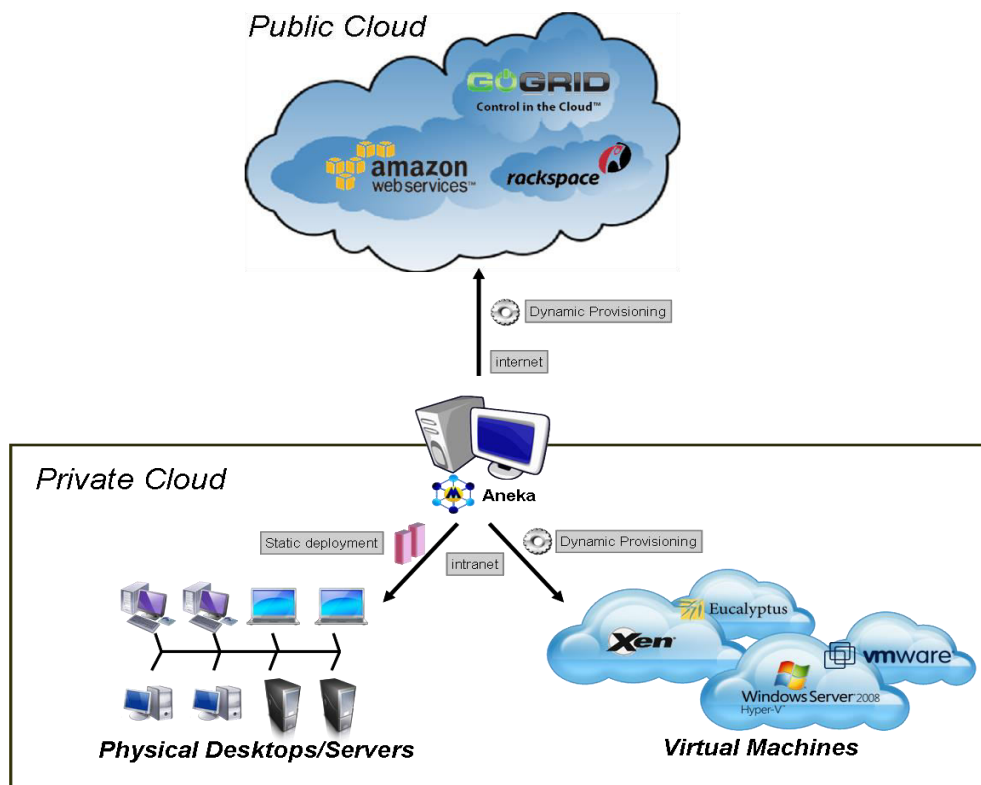 Public Cloud
GOGRID
Control in the Cloud™
amazon
webservices™
rackspace
Dynamic Provisioning
internet
Private Cloud
Aneka
Static deployment
Dynamic Provisioning
intranet
Eucalyptus
Xen®
vmware®
Windows Server® 2008
Hyper-V™
Physical Desktops/Servers
Virtual Machines